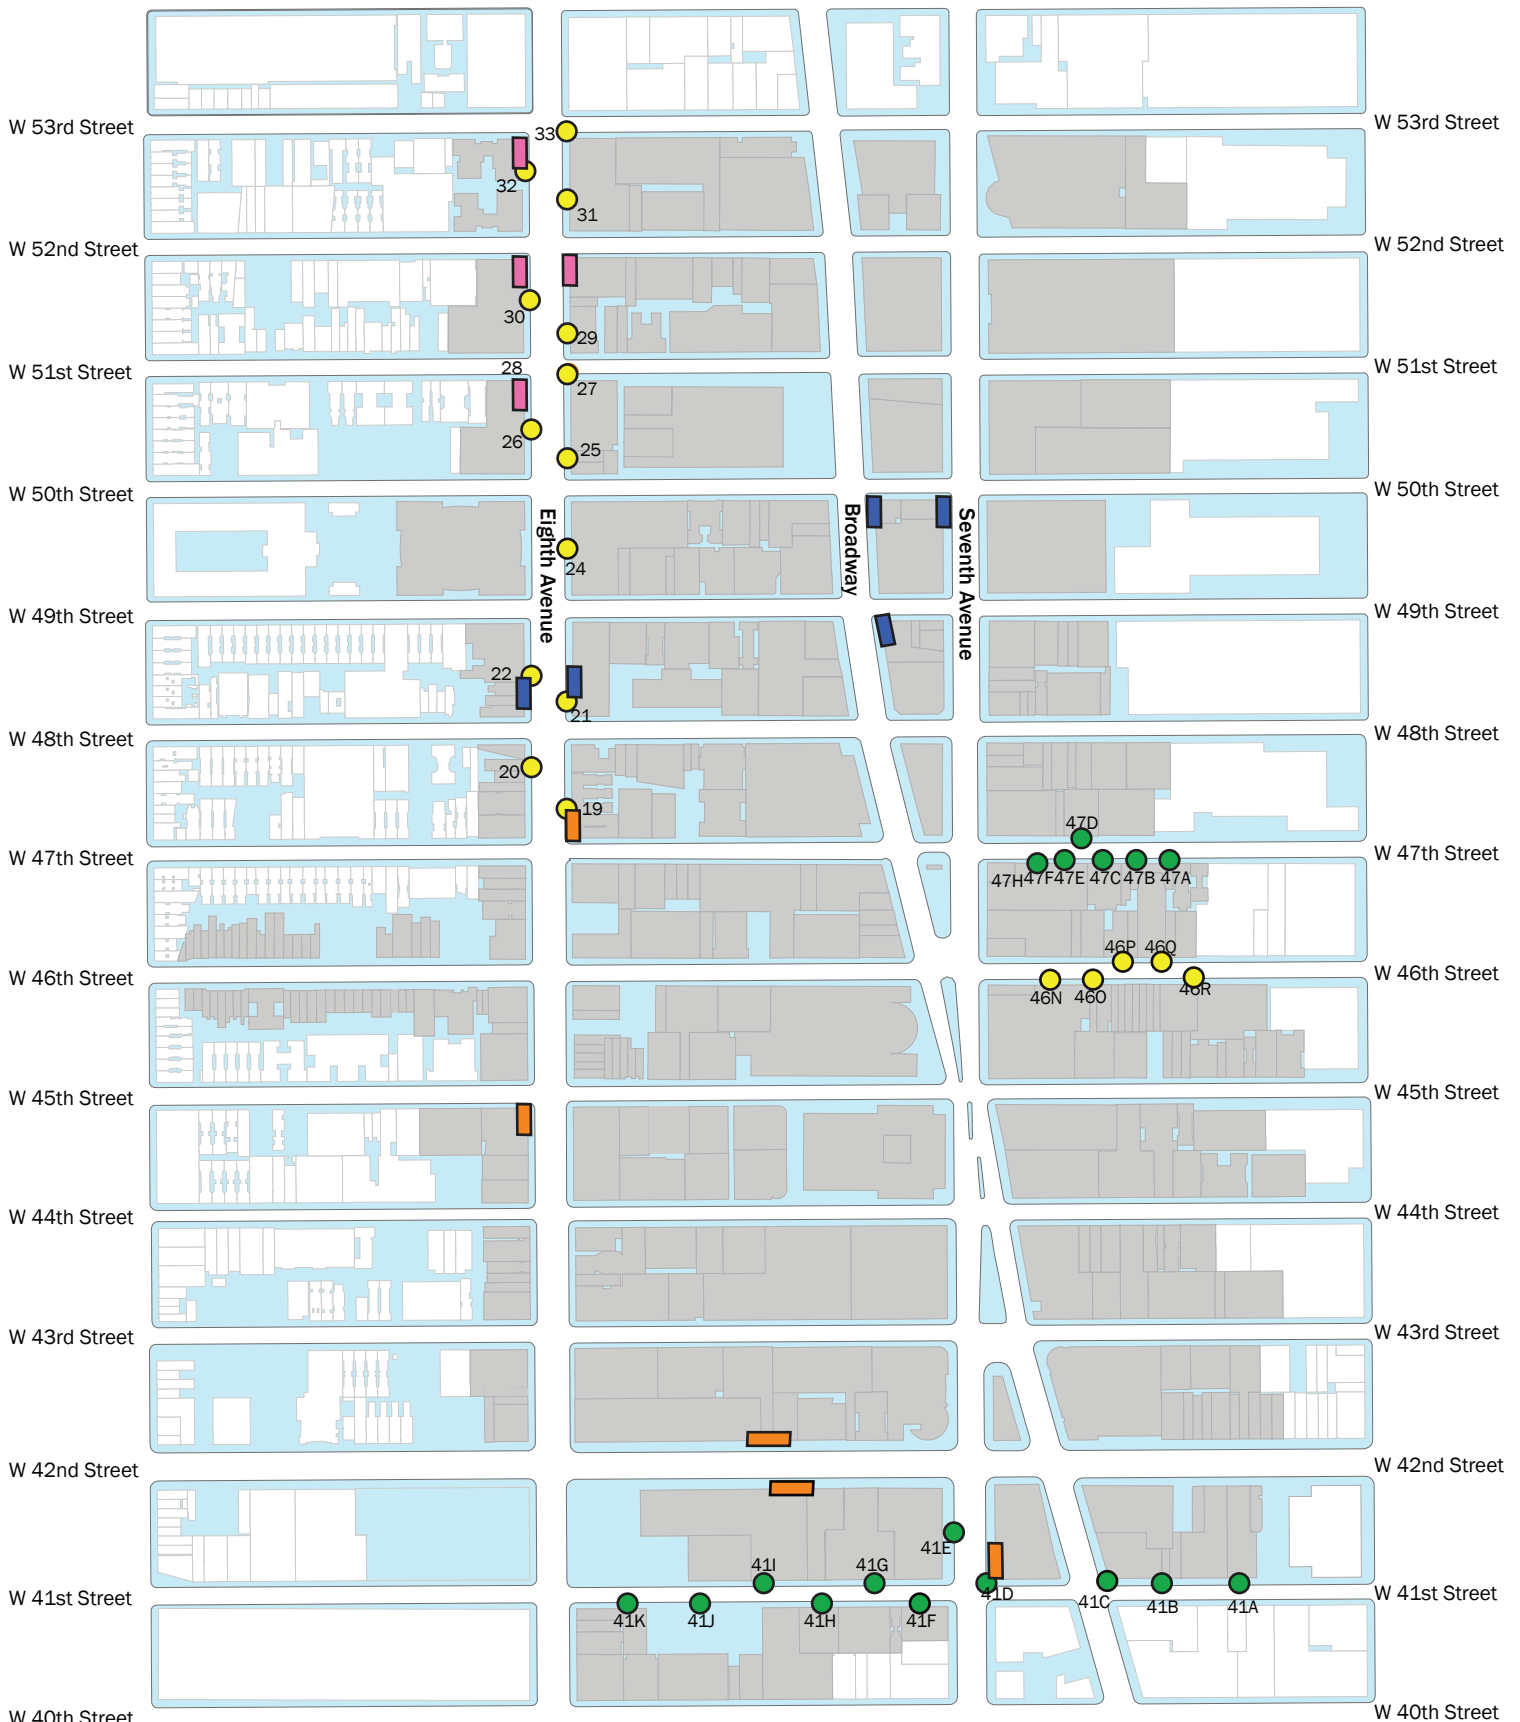 W 53rd Street
W 53rd Street
33
32
31
W 52nd Street
W 52nd Street
30
29
W 51st Street
W 51st Street
28
27
26
25
W 50th Street
W 50th Street
Eighth Avenue
Broadway
Seventh Avenue
24
W 49th Street
W 49th Street
22
21
W 48th Street
W 48th Street
20
19
47D
W 47th Street
W 47th Street
47H
47F
47E
47C
47B
47A
46P
46Q
W 46th Street
W 46th Street
46N
46O
46R
W 45th Street
W 45th Street
W 44th Street
W 44th Street
W 43rd Street
W 43rd Street
W 42nd Street
W 42nd Street
41E
41I
41G
W 41st Street
W 41st Street
41D
41C
41B
41A
41K
41J
41H
41F
W 40th Street
W 40th Street